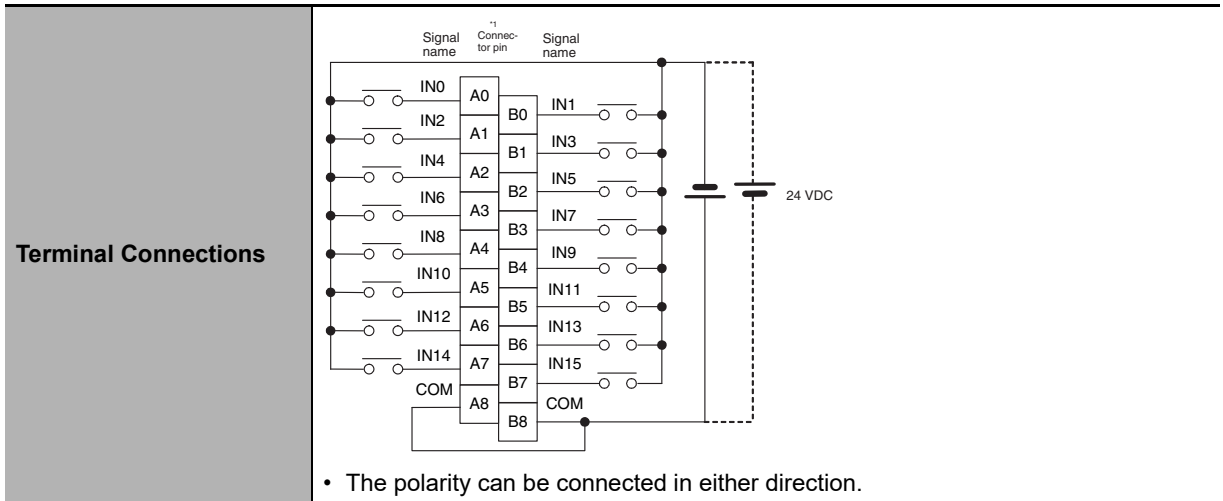 Terminal Connections
*1
Signal name
Connec-
tor pin
Signal name
IN0 A0
B0 IN1
IN2 A1
B1 IN3
IN4 A2
B2 IN5
IN6 A3
B3 IN7
IN8 A4
B4 IN9
IN10 A5
B5 IN11
IN12 A6
B6 IN13
IN14 A7
B7 IN15
COM A8
B8 COM
24 VDC
• The polarity can be connected in either direction.